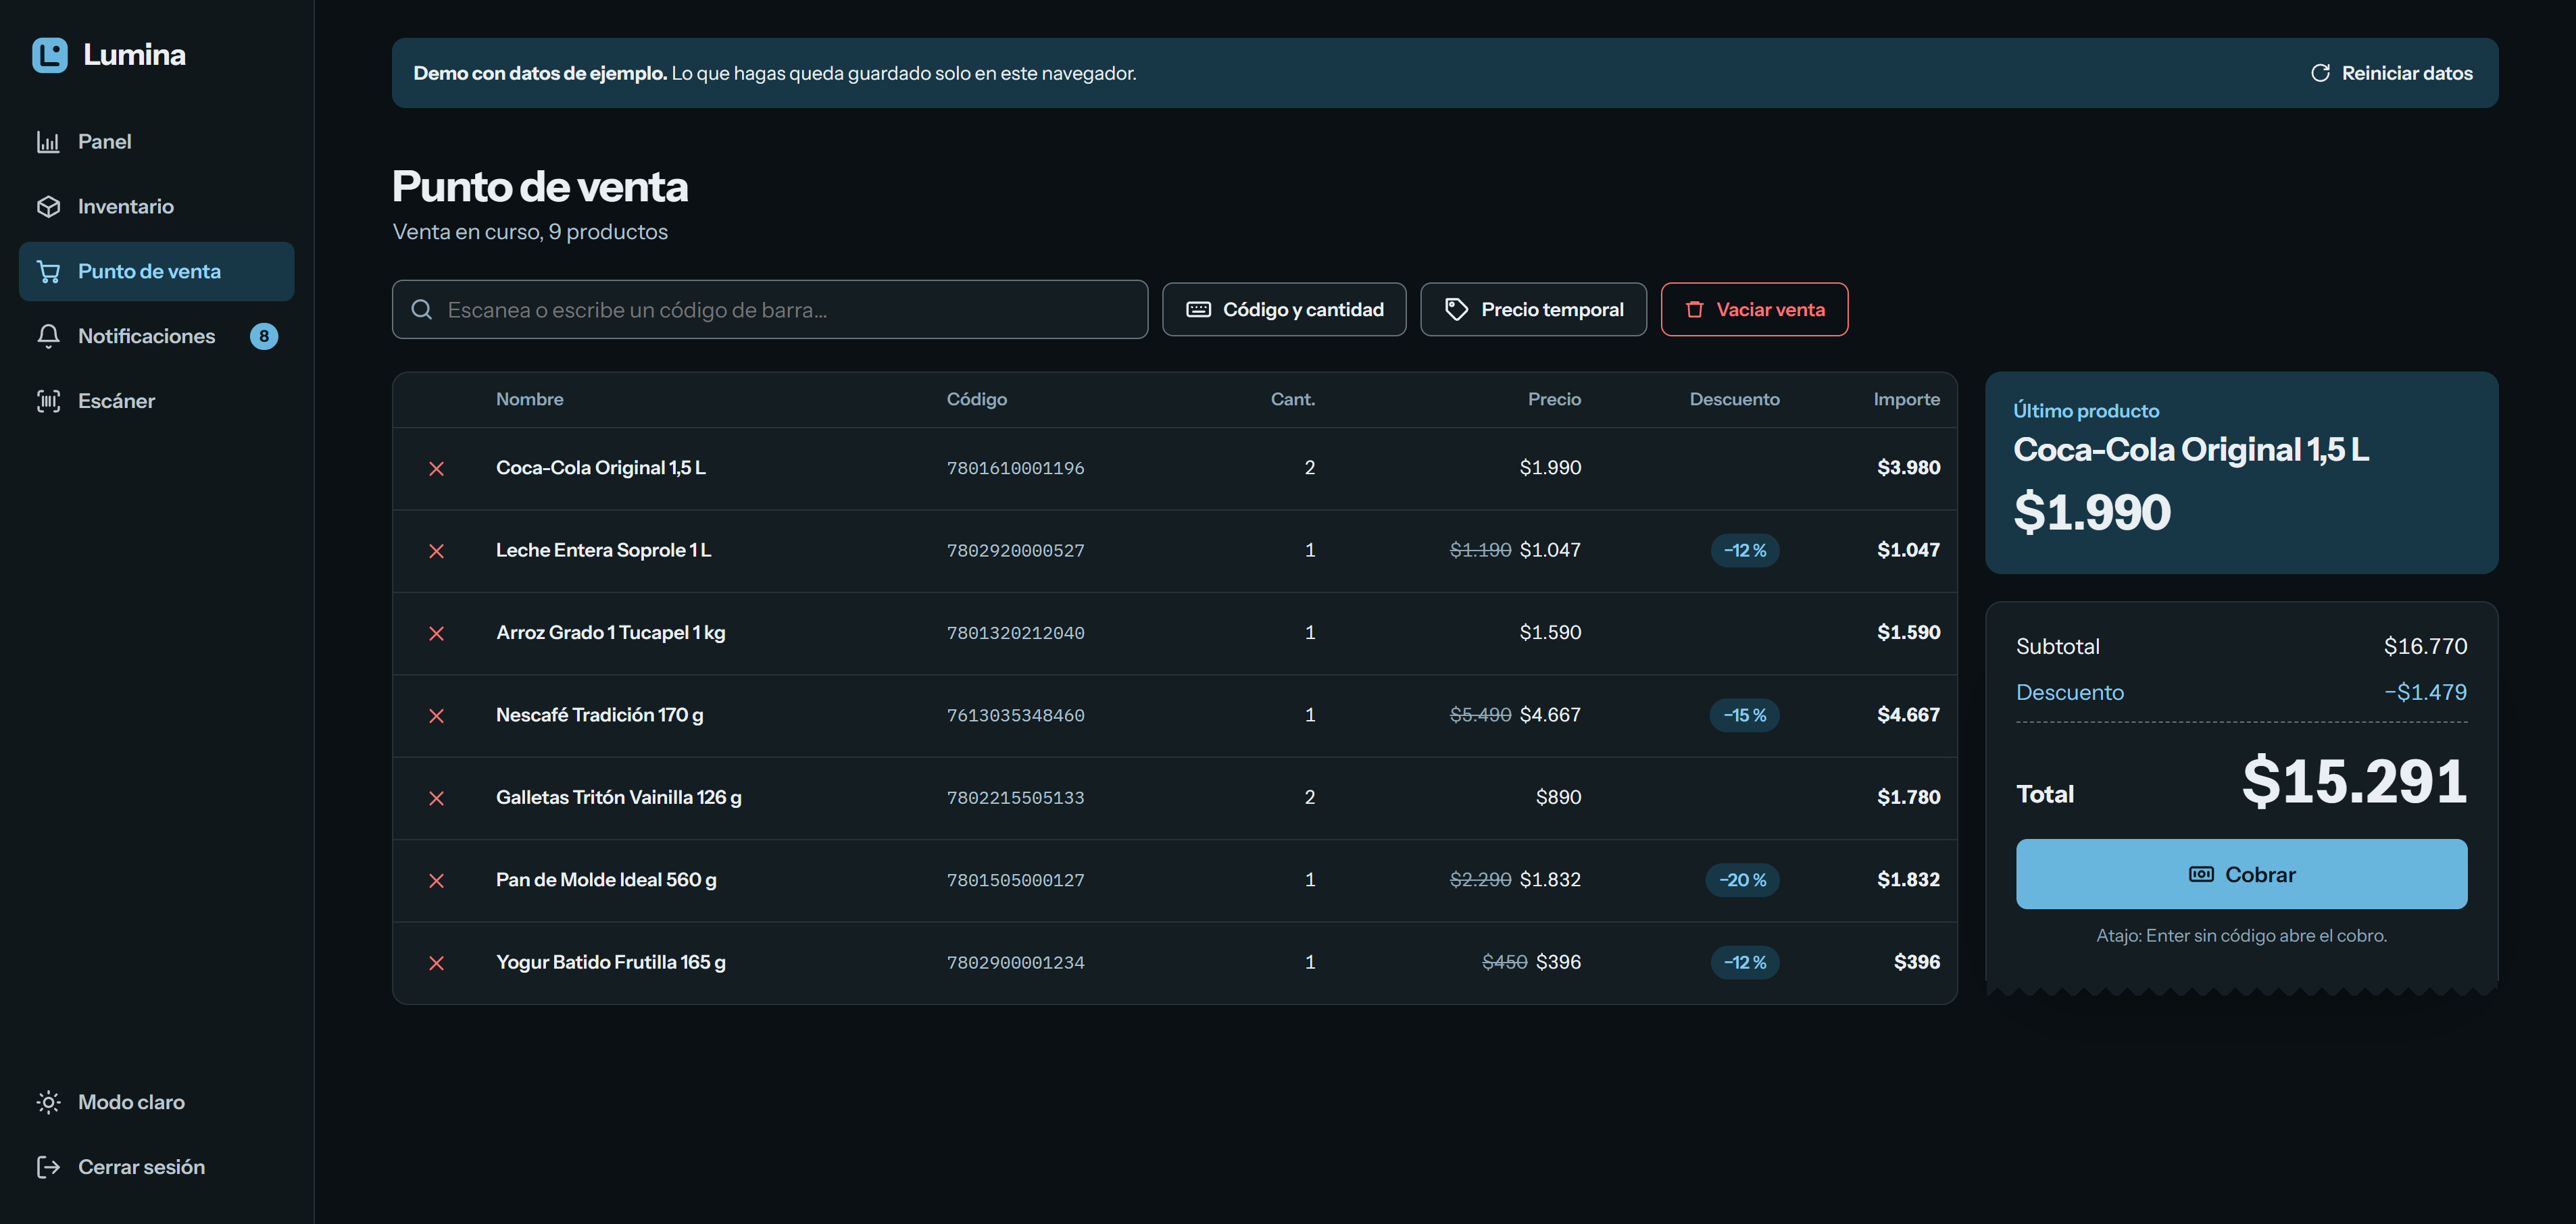 Lumina
Panel
Inventario
Punto de venta
Notificaciones 8
Escáner
Modo claro
Cerrar sesión
Demo con datos de ejemplo. Lo que hagas queda guardado solo en este navegador.
Reiniciar datos
Punto de venta
Venta en curso, 9 productos
Escanea o escribe un código de barra...
Código y cantidad
Precio temporal
Vaciar venta
Nombre Código Cant. Precio Descuento Importe
Coca-Cola Original 1,5 L 7801610001196 2 $1.990 $3.980
Leche Entera Soprole 1 L 7802920000527 1 $1.190 $1.047 −12 % $1.047
Arroz Grado 1 Tucapel 1 kg 7801320212040 1 $1.590 $1.590
Nescafé Tradición 170 g 7613035348460 1 $5.490 $4.667 −15 % $4.667
Galletas Tritón Vainilla 126 g 7802215505133 2 $890 $1.780
Pan de Molde Ideal 560 g 7801505000127 1 $2.290 $1.832 −20 % $1.832
Yogur Batido Frutilla 165 g 7802900001234 1 $450 $396 −12 % $396
Último producto
Coca-Cola Original 1,5 L
$1.990
Subtotal $16.770
Descuento −$1.479
Total $15.291
Cobrar
Atajo: Enter sin código abre el cobro.